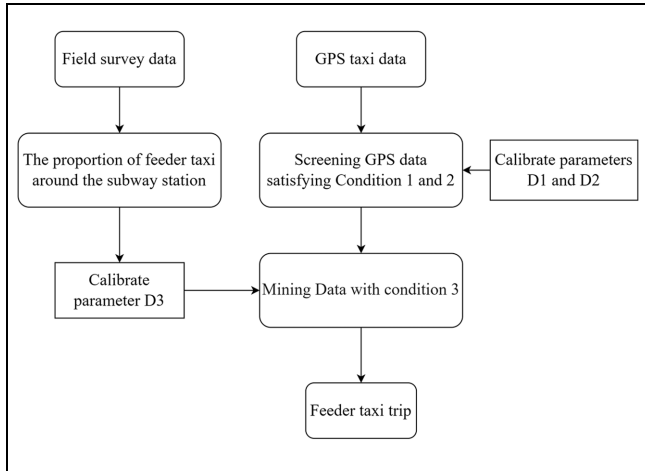 Field survey data
GPS taxi data
The proportion of feeder taxi
around the subway station
Screening GPS data
satisfying Condition 1 and 2
Calibrate parameters
D1 and D2
Calibrate
parameter D3
Mining Data with condition 3
Feeder taxi trip